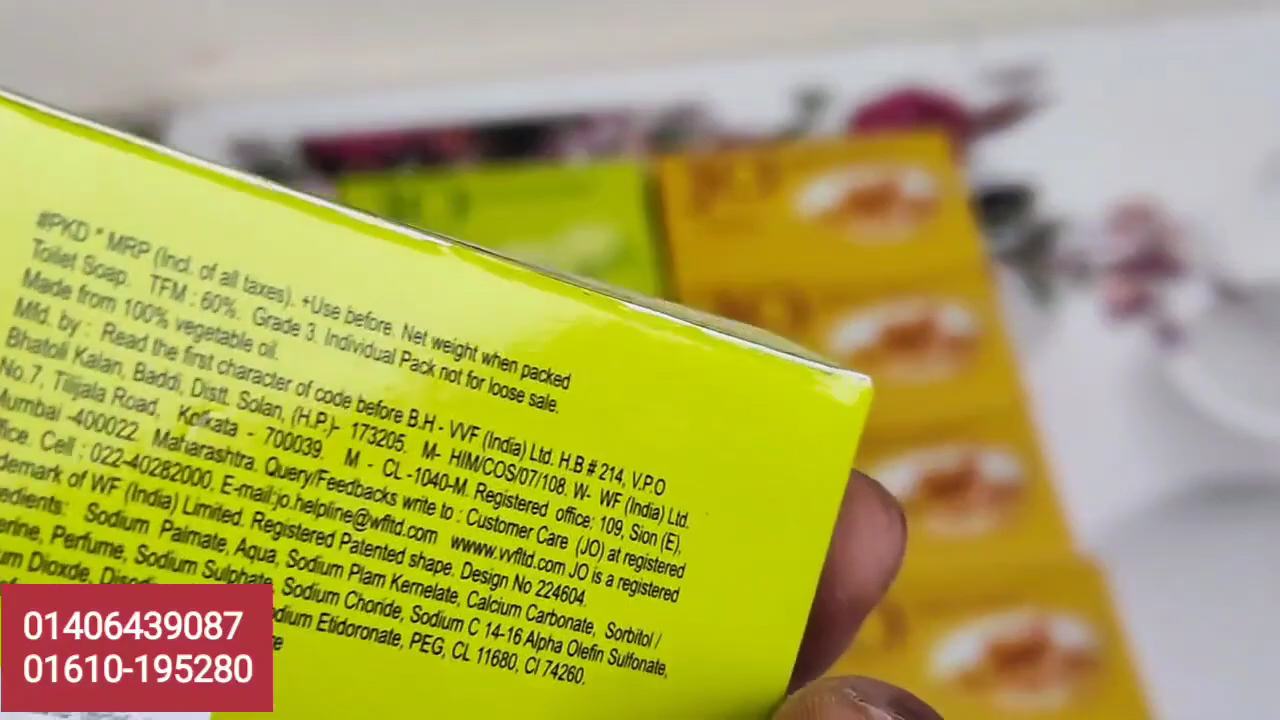 #PKD * MRP (Incl. of all taxes). +Use before. Net weight when packed
Toilet Soap. TFM : 60%. Grade 3. Individual Pack not for loose sale.
Made from 100% vegetable oil.
Mfd. by : Read the first character of code before B.H - VVF (India) Ltd. H.B # 214, V.P.O
Bhatoli Kalan, Baddi, Distt. Solan, (H.P.)- 173205. M- HIM/COS/07/108. W- WF (India) Ltd.
No.7, Tiljala Road, Kolkata - 700039. M - CL -1040-M. Registered office: 109, Sion (E),
Mumbai -400022. Maharashtra. Query/Feedbacks write to : Customer Care (JO) at registered
ffice. Cell ; 022-40282000, E-mail:jo.helpline@wfltd.com wwww.vvfltd.com JO is a registered
demark of WF (India) Limited. Registered Patented shape. Design No 224604.
redients: Sodium Palmate, Aqua, Sodium Plam Kernelate, Calcium Carbonate, Sorbitol /
erine, Perfume, Sodium Sulphate, Sodium Choride, Sodium C 14-16 Alpha Olefin Sulfonate,
um Dioxde, odium Etidoronate, PEG, CL 11680, CI 74260.
01406439087
01610-195280